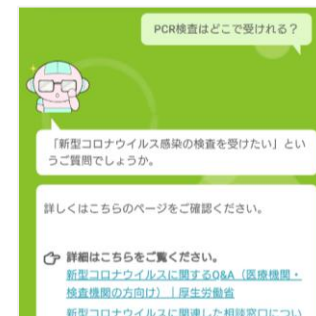 PCR検査はどこで受けれる？
「新型コロナウイルス感染の検査を受けたい」とい
うご質問でしょうか。
詳しくはこちらのページをご確認ください。
詳細はこちらをご覧ください。
新型コロナウイルスに関するQ&A（医療機関・
検査機関の方向け）｜厚生労働省
新型コロナウイルスに関連した相談窓口につい